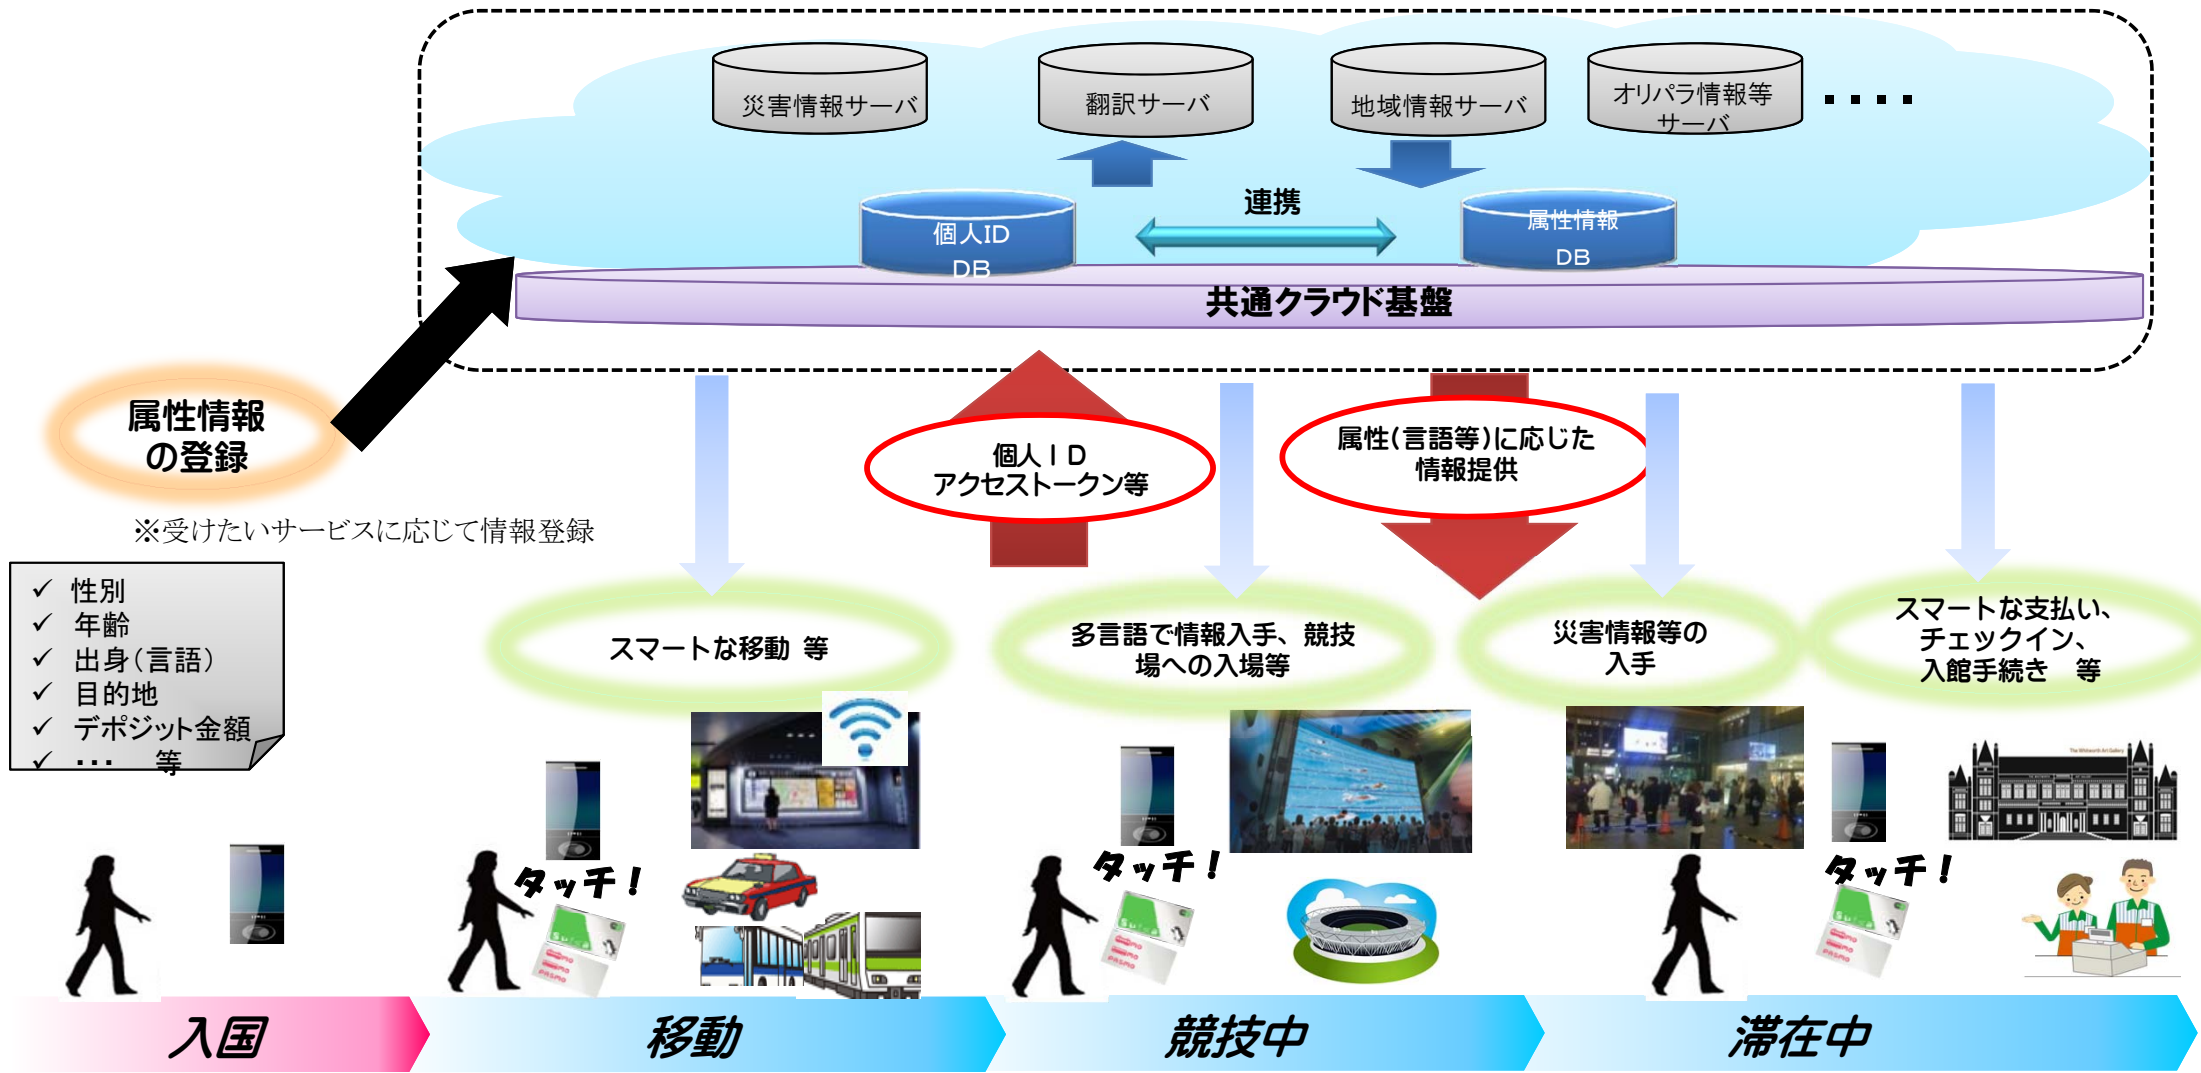 災害情報サーバ
翻訳サーバ
地域情報サーバ
オリパラ情報等
サーバ
・・・・
連携
個人ID
DB
属性情報
DB
共通クラウド基盤
属性情報
の登録
個人ＩＤ
アクセストークン等
属性(言語等)に応じた
情報提供
※受けたいサービスに応じて情報登録
✓ 性別
✓ 年齢
✓ 出身(言語)
✓ 目的地
✓ デポジット金額
✓ ・・・ 等
スマートな移動 等
多言語で情報入手、競技
場への入場等
災害情報等の
入手
スマートな支払い、
チェックイン、
入館手続き 等
The Whitworth Art Gallery
タッチ！
タッチ！
タッチ！
PASMO
入国
移動
競技中
滞在中